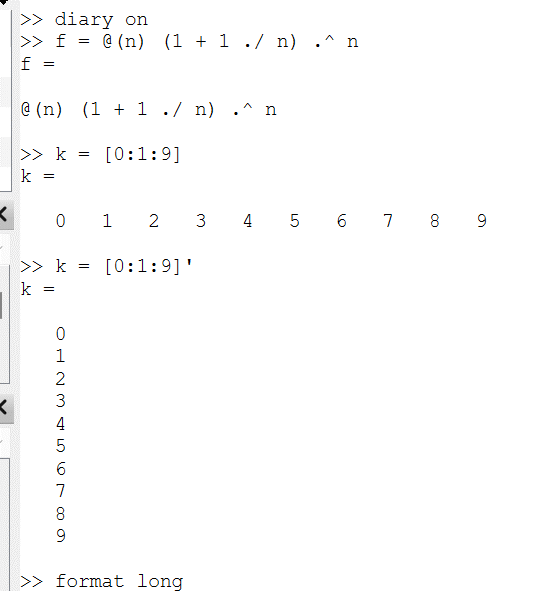 >> diary on
>> f = @(n) (1 + 1 ./ n) .^ n
f =
@(n) (1 + 1 ./ n) .^ n
>> k = [0:1:9]
k =
0 1 2 3 4 5 6 7 8 9
>> k = [0:1:9]'
k =
0
1
2
3
4
5
6
7
8
9
>> format long